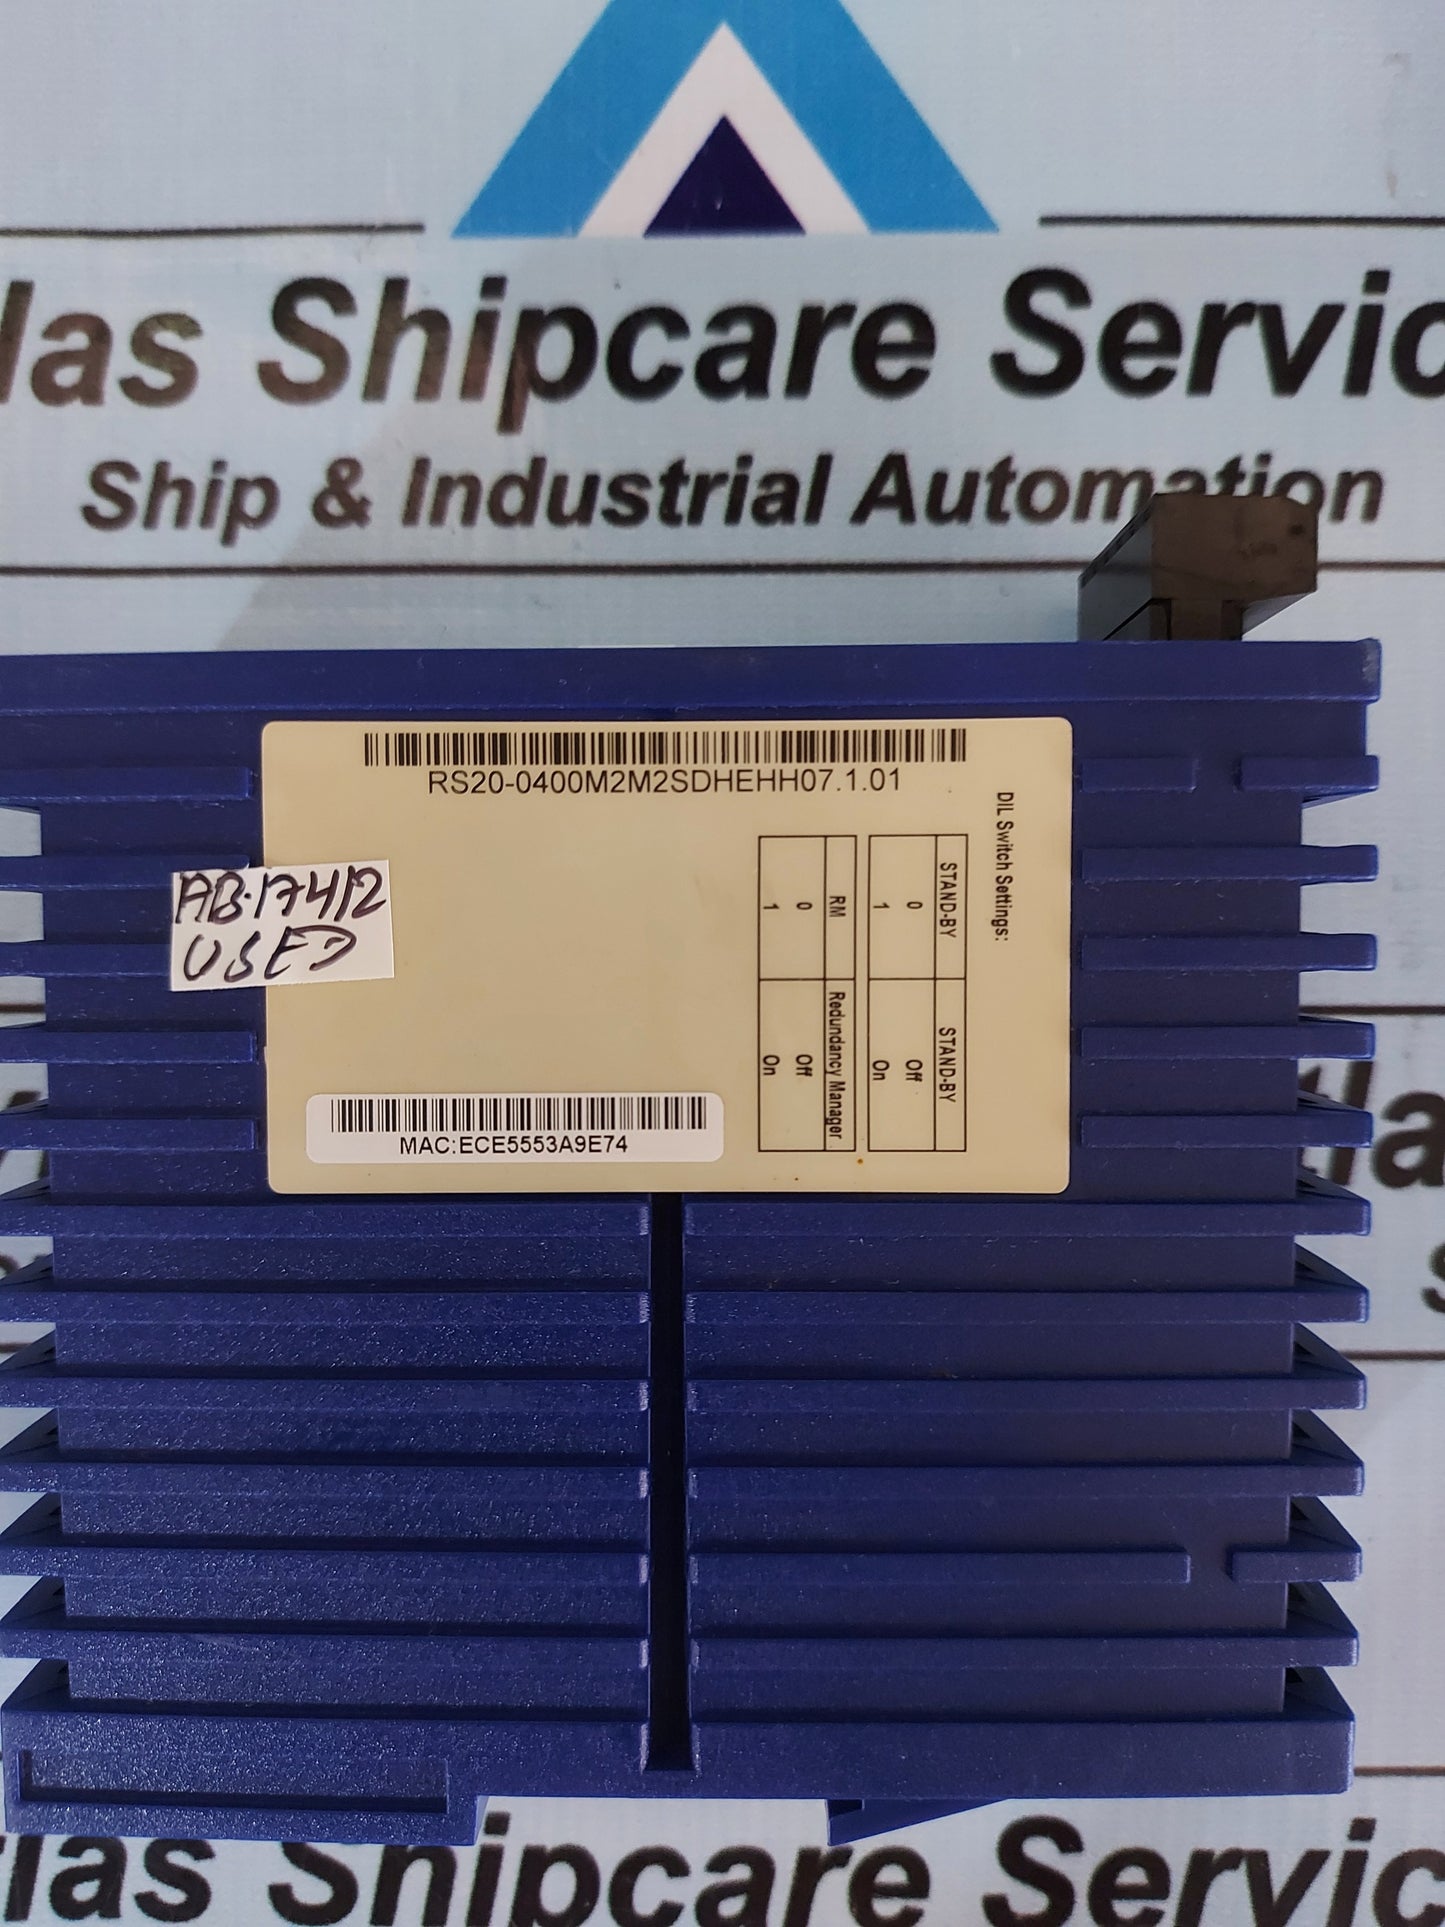 las Shipcare Servic
Ship & Industrial Automation
RS20-0400M2M2SDHEHH07.1.01
DIL Switch Settings:
STAND-BY STAND-BY
0 Off
1 On
RM Redundancy Manager
0 Off
1 On
AB.17412
USED
MAC:ECE5553A9E74
tla
las Shipcare Servic